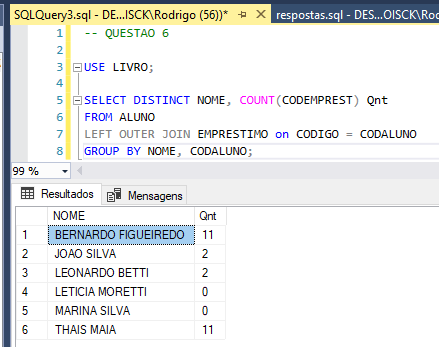 SQLQuery3.sql - DE...ISCK\Rodrigo (56))*
respostas.sql - DES...OISCK\Roc
1 -- QUESTAO 6
2
3 USE LIVRO;
4
5 SELECT DISTINCT NOME, COUNT(CODEMPREST) Qnt
6 FROM ALUNO
7 LEFT OUTER JOIN EMPRESTIMO on CODIGO = CODALUNO
8 GROUP BY NOME, CODALUNO;
99 %
Resultados Mensagens
NOME Qnt
1 BERNARDO FIGUEIREDO 11
2 JOAO SILVA 2
3 LEONARDO BETTI 2
4 LETICIA MORETTI 0
5 MARINA SILVA 0
6 THAIS MAIA 11